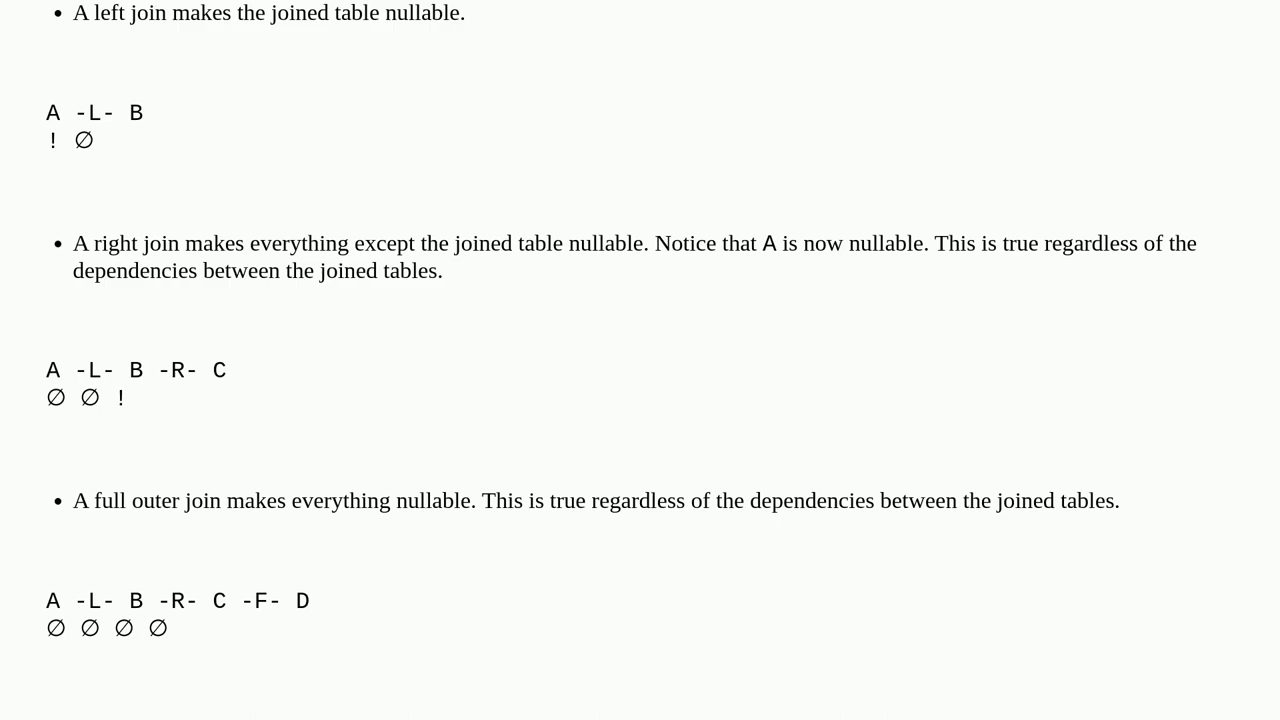 • A left join makes the joined table nullable.
A -L- B
! ∅
• A right join makes everything except the joined table nullable. Notice that A is now nullable. This is true regardless of the
dependencies between the joined tables.
A -L- B -R- C
∅ ∅ !
• A full outer join makes everything nullable. This is true regardless of the dependencies between the joined tables.
A -L- B -R- C -F- D
∅ ∅ ∅ ∅